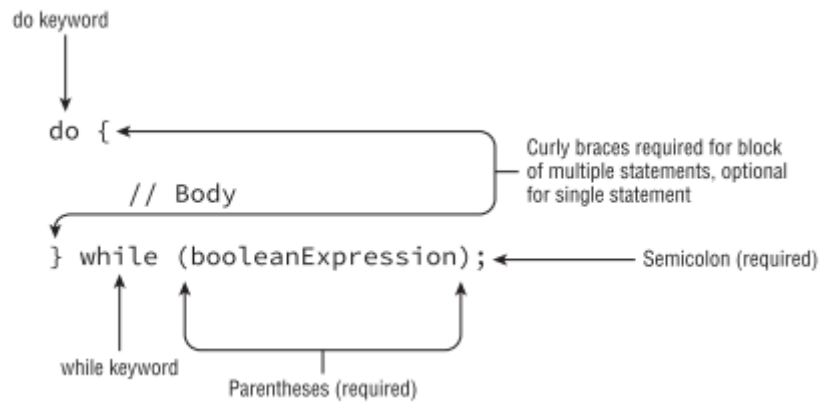 do keyword
do {
Curly braces required for block
of multiple statements, optional
for single statement
// Body
} while (booleanExpression);
Semicolon (required)
while keyword
Parentheses (required)